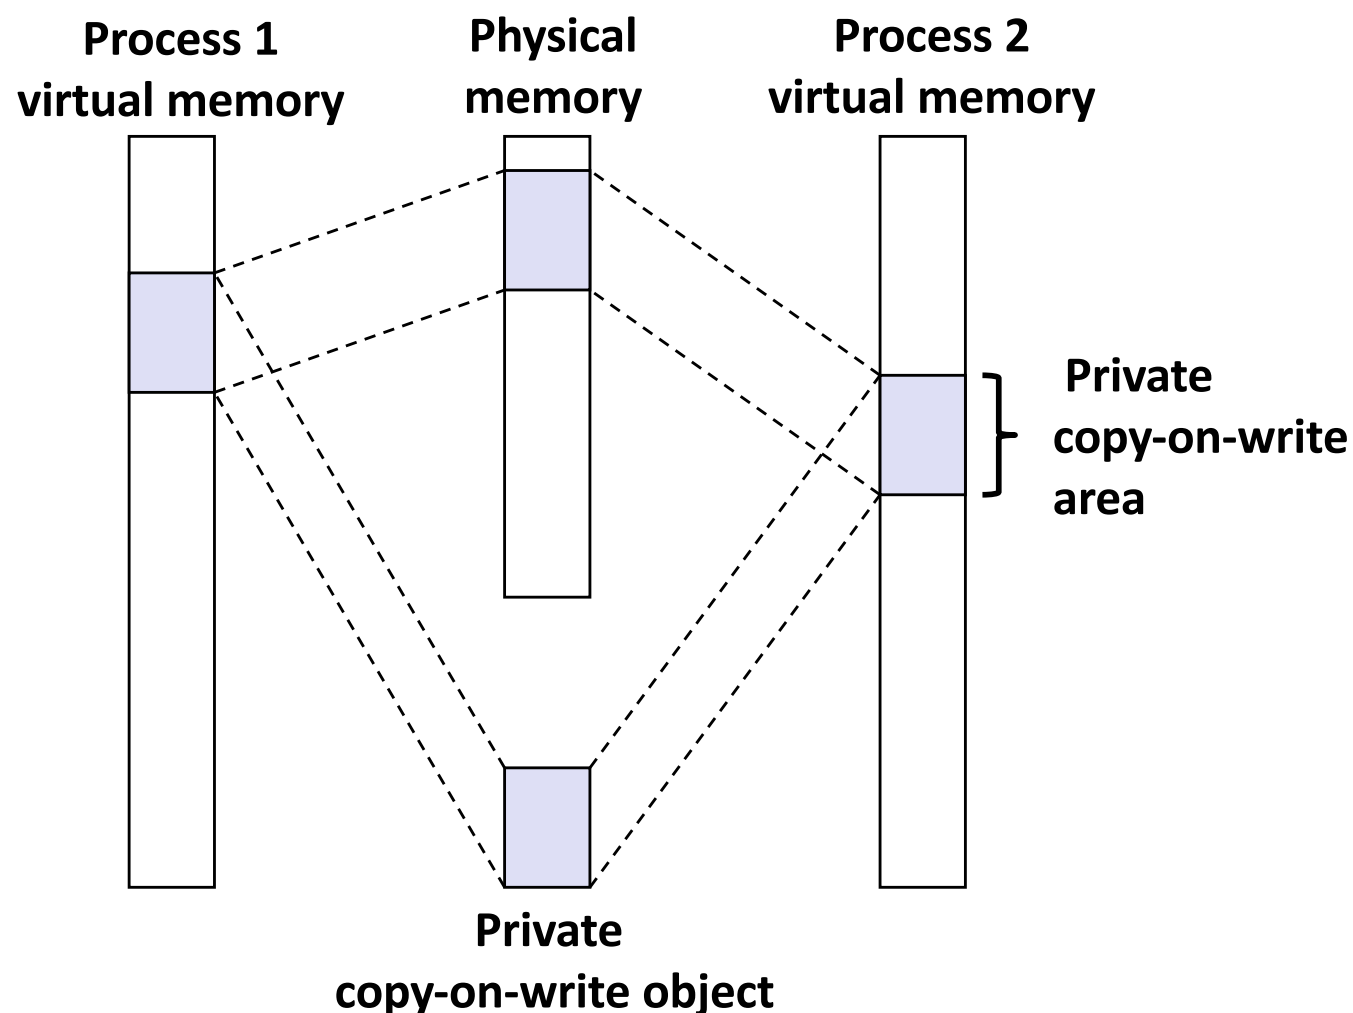 Process 1
virtual memory
Physical
memory
Process 2
virtual memory
Private
copy-on-write
area
Private
copy-on-write object